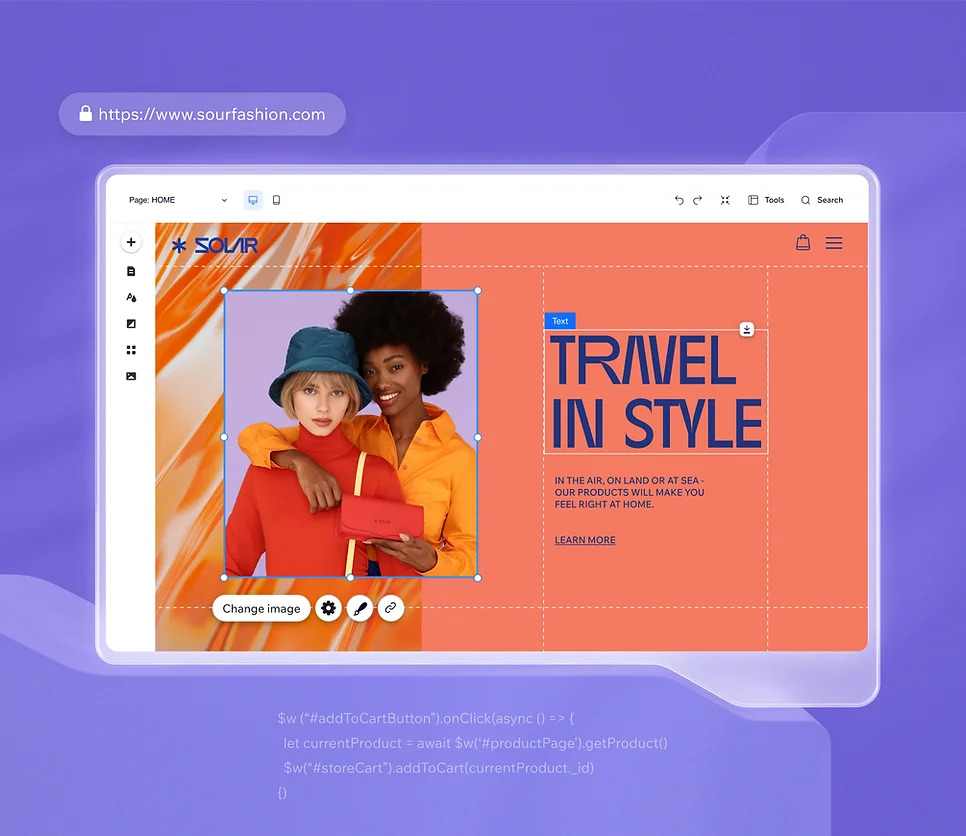 https://www.sourfashion.com
Page: HOME
Tools
Search
SOLAR
Text
TRAVEL
IN STYLE
IN THE AIR, ON LAND OR AT SEA -
OUR PRODUCTS WILL MAKE YOU
FEEL RIGHT AT HOME.
LEARN MORE
Change image
$w (“#addToCartButton”).onClick(async () => {
let currentProduct = await $w(‘#productPage’).getProduct()
$w(“#storeCart”).addToCart(currentProduct._id)
{}